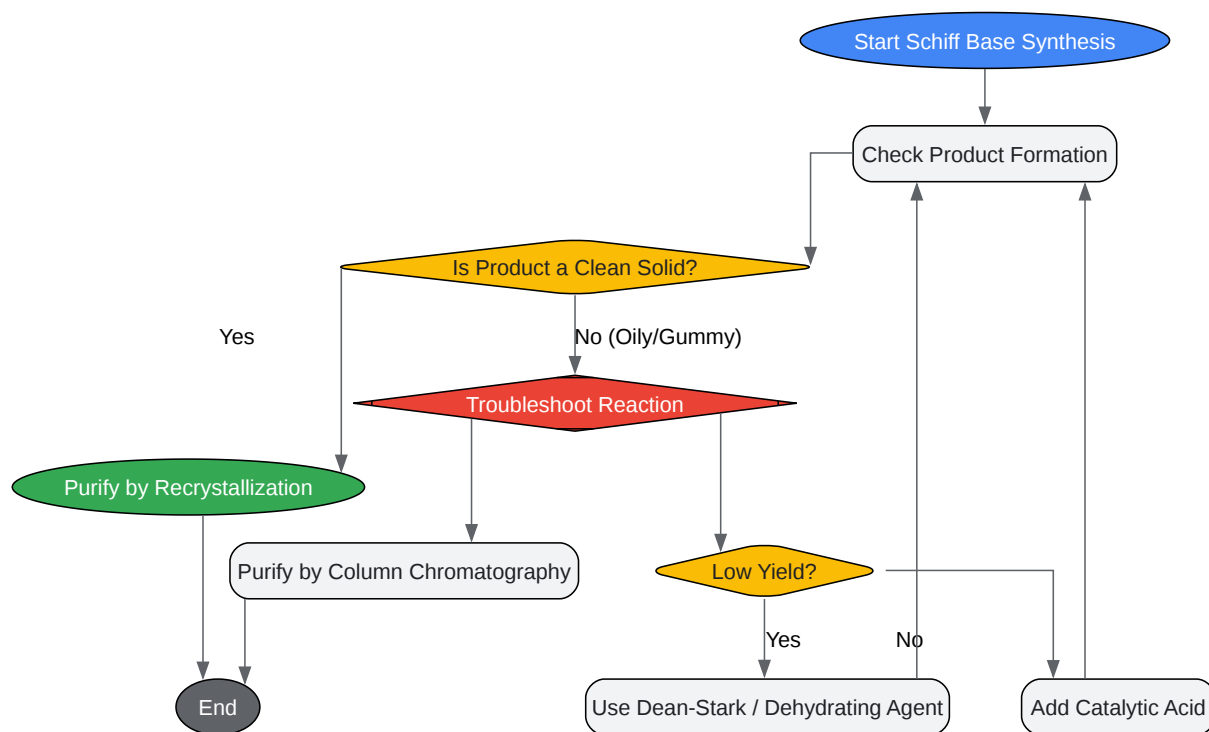 Start Schiff Base Synthesis
Check Product Formation
Is Product a Clean Solid?
Yes
No (Oily/Gummy)
Troubleshoot Reaction
Purify by Recrystallization
Purify by Column Chromatography
Low Yield?
Yes
No
End
Use Dean-Stark / Dehydrating Agent
Add Catalytic Acid